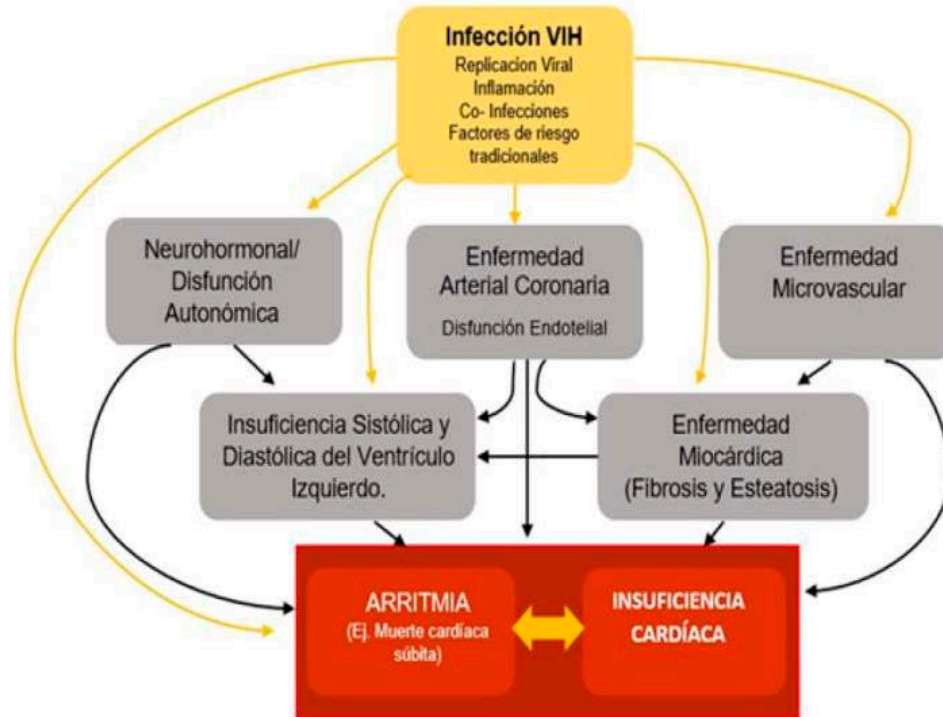 Infección VIH
Replicacion Viral
Inflamación
Co- Infecciones
Factores de riesgo
tradicionales
Neurohormonal/
Disfunción
Autonómica
Enfermedad
Arterial Coronaria
Disfunción Endotelial
Enfermedad
Microvascular
Insuficiencia Sistólica y
Diastólica del Ventrículo
Izquierdo.
Enfermedad
Miocárdica
(Fibrosis y Esteatosis)
ARRITMIA
(Ej. Muerte cardíaca
súbita)
INSUFICIENCIA
CARDÍACA